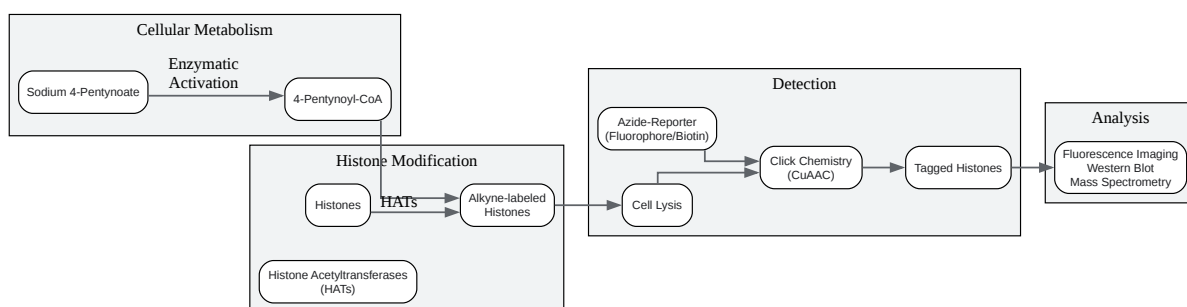 Cellular Metabolism
Enzymatic
Activation
Sodium 4-Pentynoate
4-Pentynoyl-CoA
Histone Modification
Histones
HATs
Alkyne-labeled
Histones
Histone Acetyltransferases
(HATs)
Detection
Azide-Reporter
(Fluorophore/Biotin)
Cell Lysis
Click Chemistry
(CuAAC)
Tagged Histones
Analysis
Fluorescence Imaging
Western Blot
Mass Spectrometry